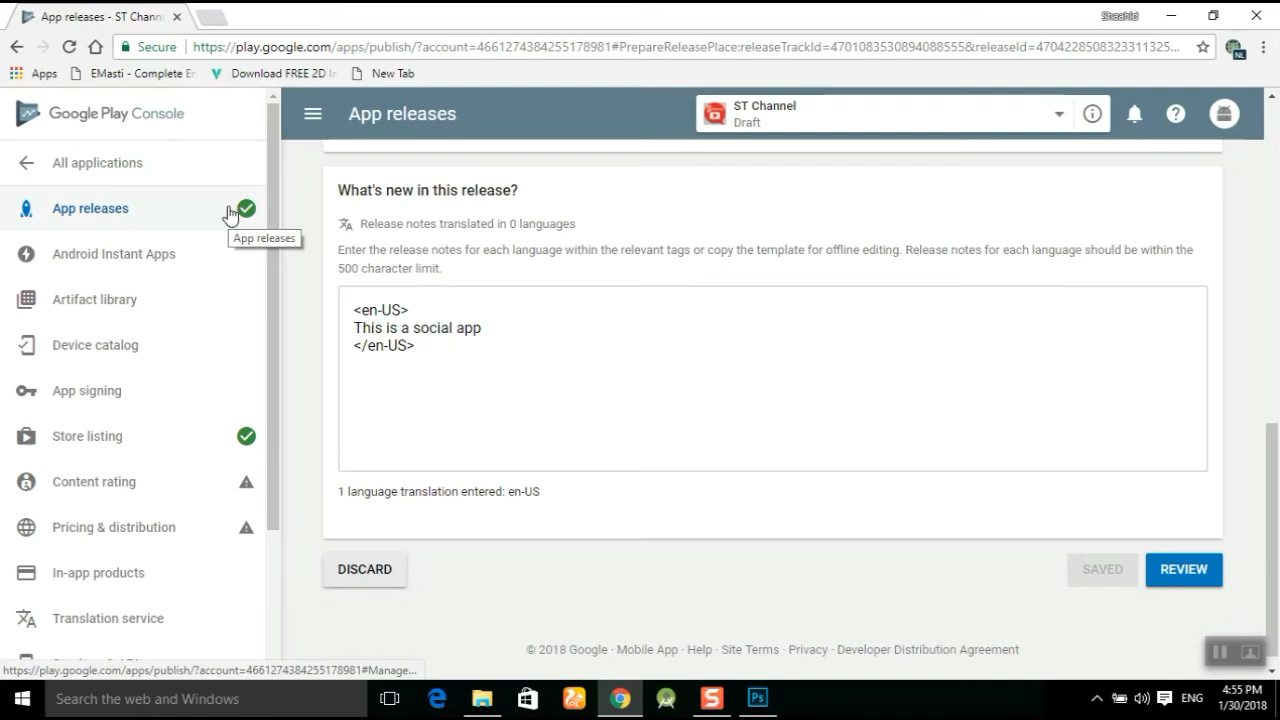 App releases - ST Chann
Shaahid
Secure
https://play.google.com/apps/publish/?account=4661274384255178981#PrepareReleasePlace:releaseTrackId=4701083530894088555&releaseId=4704228508323311325...
NL
Apps
EMasti - Complete En
Download FREE 2D In
New Tab
Google Play Console
App releases
ST Channel
Draft
All applications
App releases
App releases
Android Instant Apps
Artifact library
Device catalog
App signing
Store listing
Content rating
Pricing & distribution
In-app products
Translation service
What's new in this release?
Release notes translated in 0 languages
Enter the release notes for each language within the relevant tags or copy the template for offline editing. Release notes for each language should be within the
500 character limit.
<en-US>
This is a social app
</en-US>
1 language translation entered: en-US
DISCARD
SAVED
REVIEW
© 2018 Google · Mobile App · Help · Site Terms · Privacy · Developer Distribution Agreement
https://play.google.com/apps/publish/?account=4661274384255178981#Manage...
Search the web and Windows
ENG
4:55 PM
1/30/2018